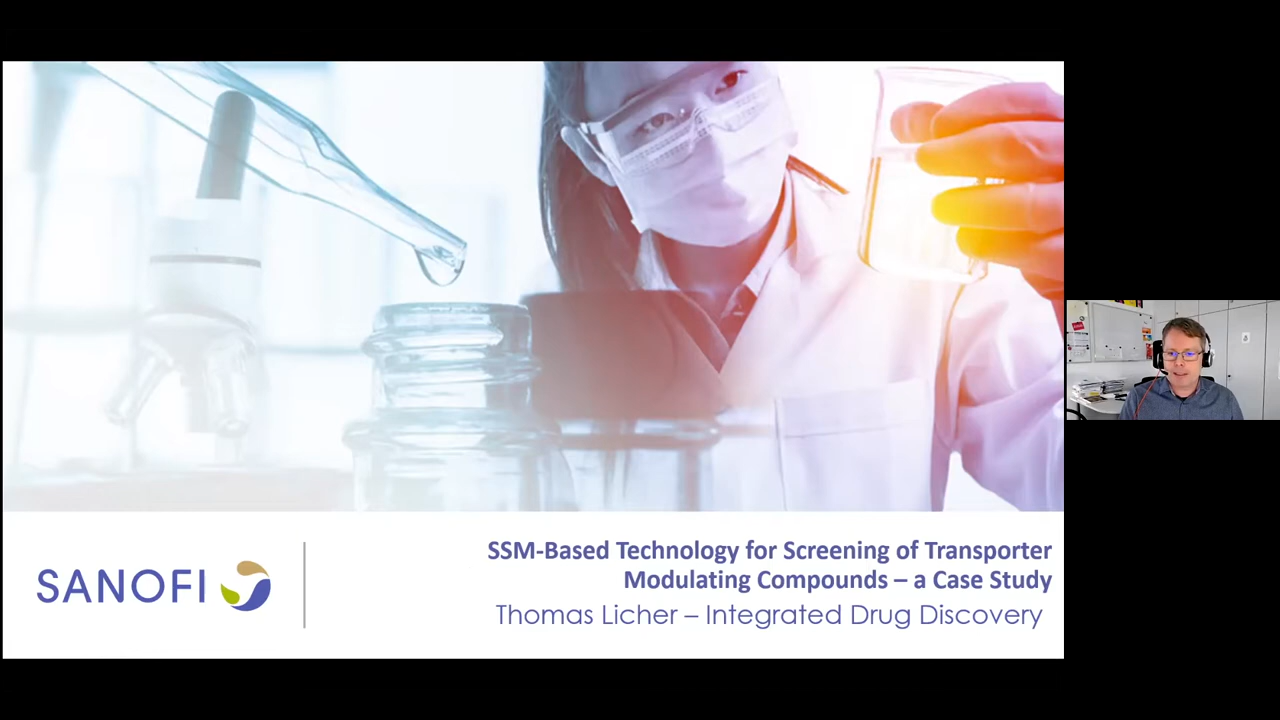 SSM-Based Technology for Screening of Transporter
Modulating Compounds – a Case Study
Thomas Licher – Integrated Drug Discovery
SANOFI